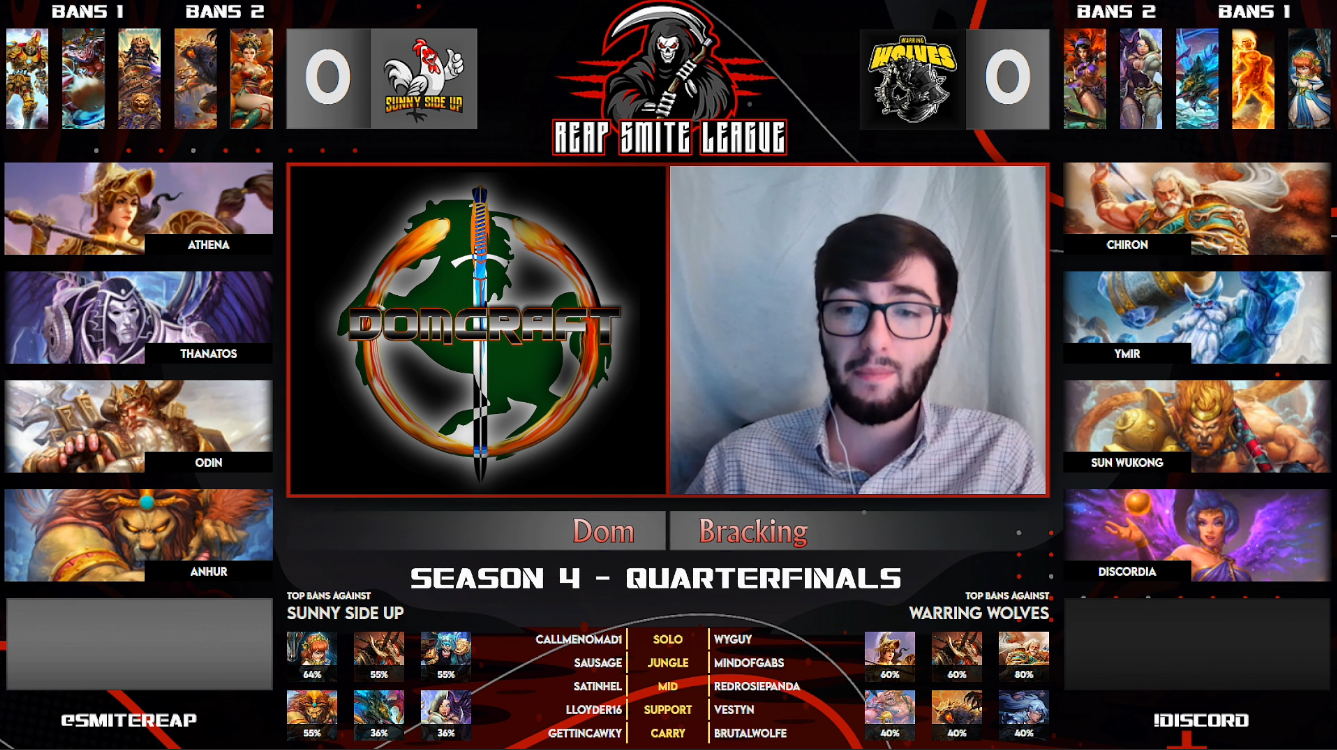 BANS 1 BANS 2
BANS 2 BANS 1
0
SUNNY SIDE UP
WARRING
WOLVES
0
REAP SMITE LEAGUE
ATHENA
THANATOS
ODIN
ANHUR
DOMCRAFT
CHIRON
YMIR
SUN WUKONG
DISCORDIA
Dom
Bracking
SEASON 4 - QUARTERFINALS
TOP BANS AGAINST
SUNNY SIDE UP
64% 55% 55%
55% 36% 36%
CALLMENOMAD1 SOLO WYGUY
SAUSAGE JUNGLE MINDOFGABS
SATINHEL MID REDROSIEPANDA
LLOYDER16 SUPPORT VESTYN
GETTINCAWKY CARRY BRUTALWOLFE
TOP BANS AGAINST
WARRING WOLVES
60% 60% 80%
40% 40% 40%
@SMITEREAP
!DISCORD